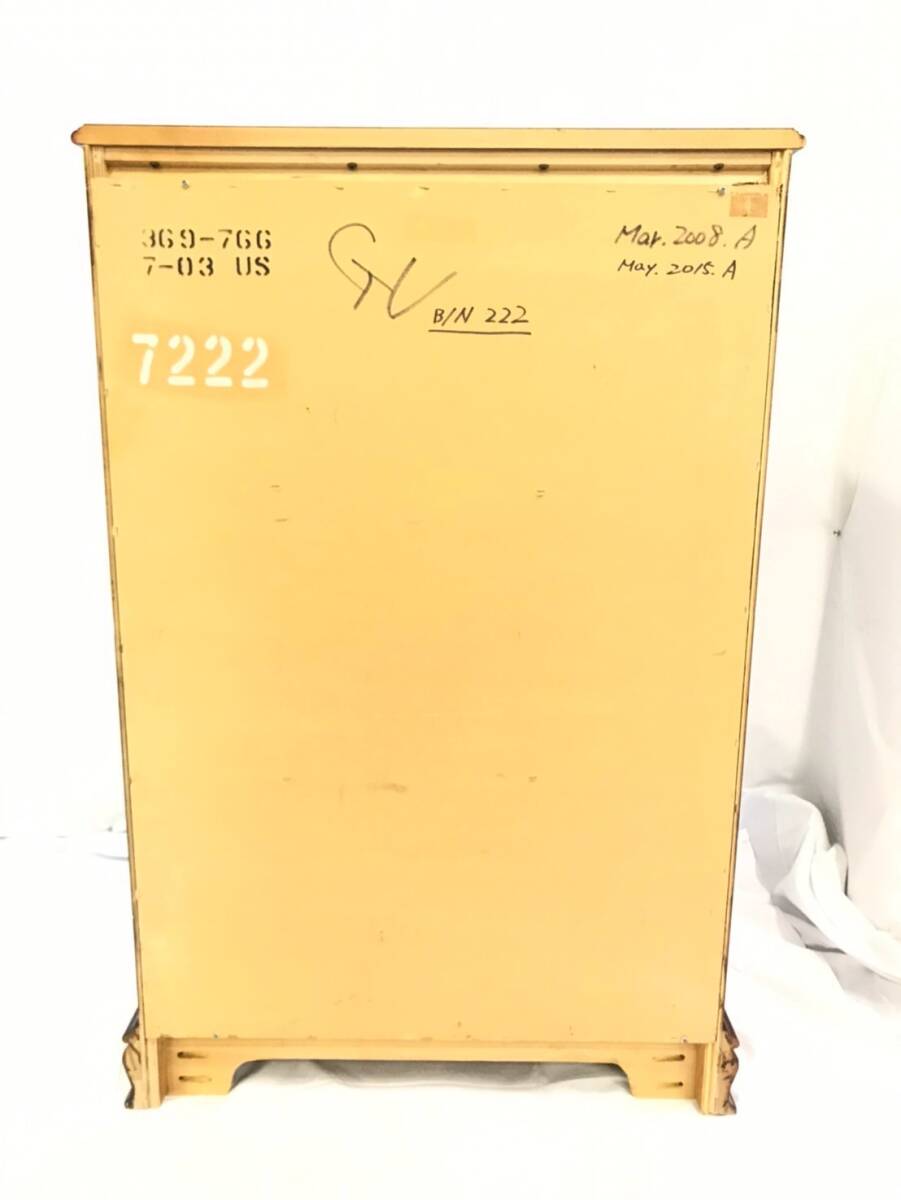 369-766
7-03 US
7222
B/N 222
Mar. 2008. A
May. 2015. A